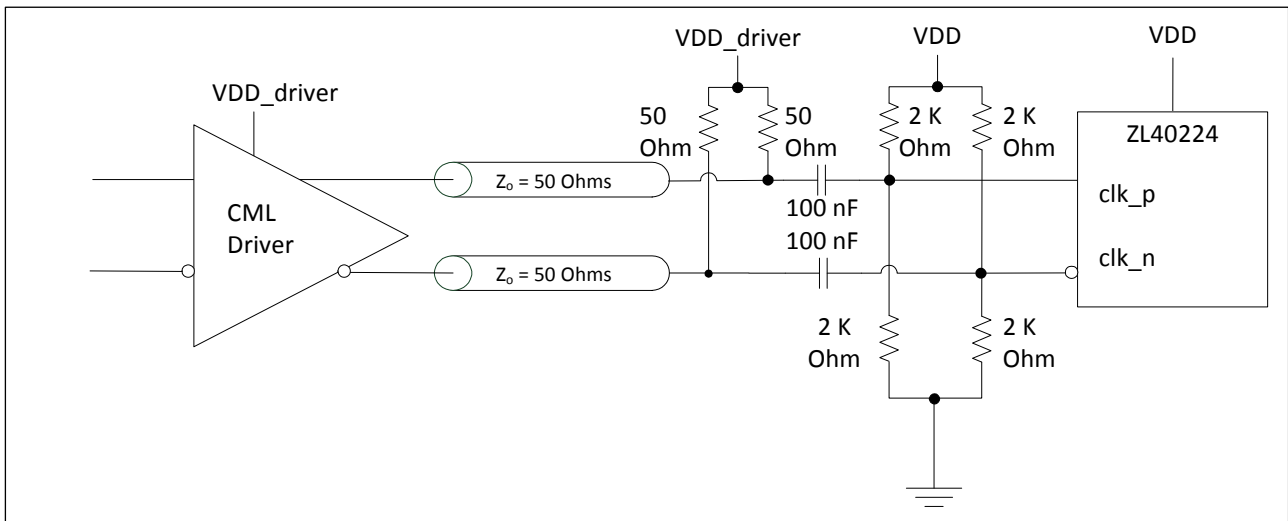 VDD_driver
VDD
VDD
VDD_driver
50
Ohm
50
Ohm
2 K
Ohm
2 K
Ohm
ZL40224
Zo = 50 Ohms
CML
Driver
100 nF
100 nF
clk_p
clk_n
Zo = 50 Ohms
2 K
Ohm
2 K
Ohm